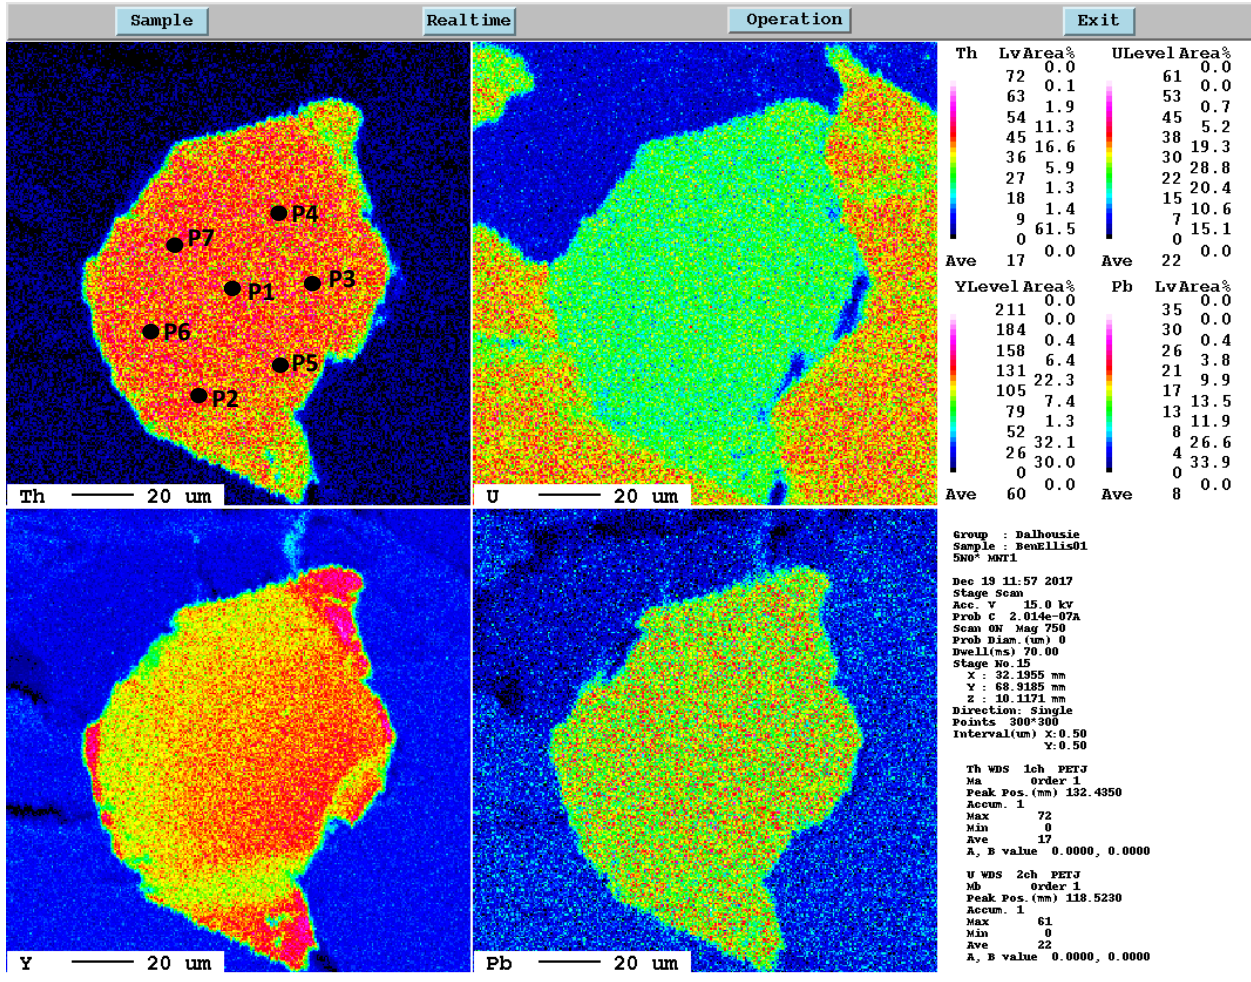 Sample Realtime Operation Exit
Th Lv Area%
0.0
72
0.1
63
1.9
54
11.3
45
16.6
36
5.9
27
1.3
18
1.4
9
61.5
0
0.0
Ave 17
ULevel Area%
0.0
61
0.0
53
0.7
45
5.2
38
19.3
30
28.8
22
20.4
15
10.6
7
15.1
0
0.0
Ave 22
P4
P7
P3
P1
P6
P5
P2
Th 20 um
U 20 um
YLevel Area%
0.0
211
0.0
184
0.4
158
6.4
131
22.3
105
7.4
79
1.3
52
32.1
26
30.0
0
0.0
Ave 60
Pb Lv Area%
0.0
35
0.0
30
0.4
26
3.8
21
9.9
17
13.5
13
11.9
8
26.6
4
33.9
0
0.0
Ave 8
Group : Dalhousie
Sample : BenEllis01
5N0* MNT1
Dec 19 11:57 2017
Stage Scan
Acc. V 15.0 kV
Prob C 2.014e-07A
Scan ON Mag 750
Prob Diam.(um) 0
Dwell(ms) 70.00
Stage No.15
X : 32.1955 mm
Y : 68.9185 mm
Z : 10.1171 mm
Direction: Single
Points 300*300
Interval(um) X:0.50
Y:0.50
Th WDS 1ch PETJ
Ma Order 1
Peak Pos.(mm) 132.4350
Accum. 1
Max 72
Min 0
Ave 17
A, B value 0.0000, 0.0000
U WDS 2ch PETJ
Mb Order 1
Peak Pos.(mm) 118.5230
Accum. 1
Max 61
Min 0
Ave 22
A, B value 0.0000, 0.0000
Y 20 um
Pb 20 um